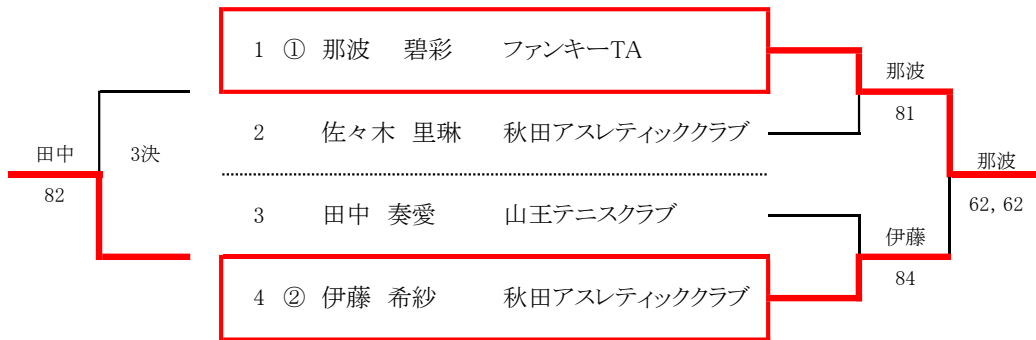 1 ① 那波 碧彩 ファンキーTA
那波
81
2 佐々木 里琳 秋田アスレティッククラブ
田中 3決
那波
82
62, 62
3 田中 奏愛 山王テニスクラブ
伊藤
84
4 ② 伊藤 希紗 秋田アスレティッククラブ